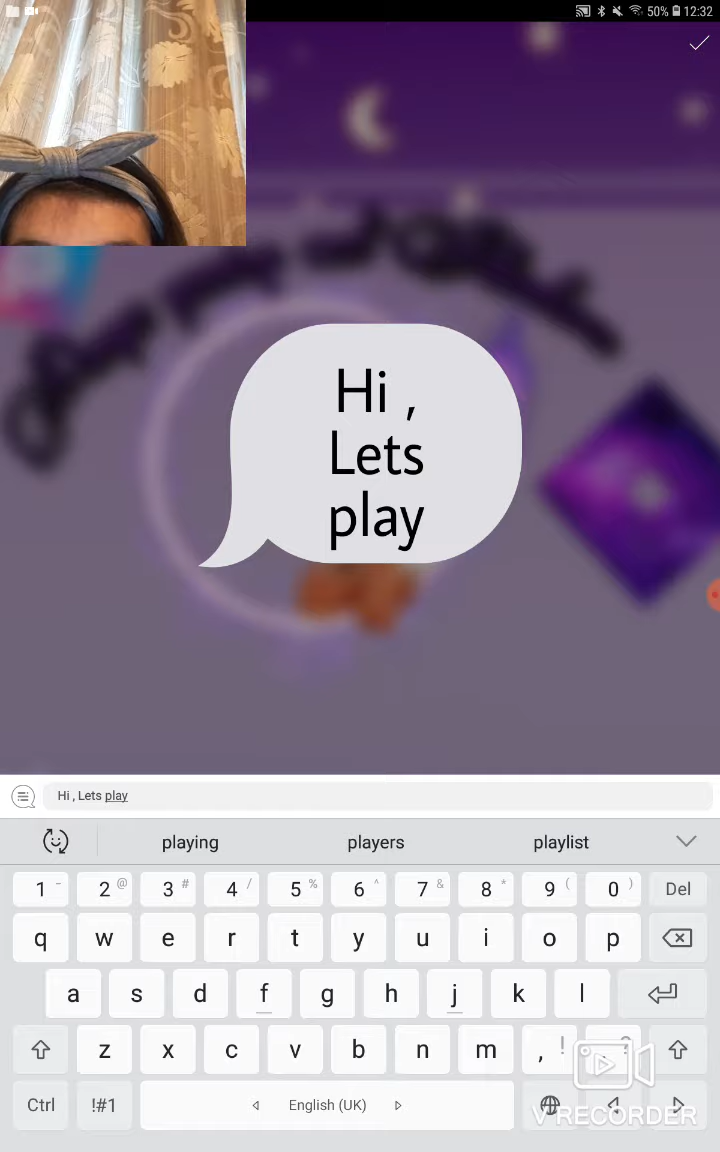 50% 12:32
Hi ,
Lets
play
Hi , Lets play
playing players playlist
1 - 2 @ 3 # 4 / 5 % 6 ^ 7 & 8 * 9 ( 0 ) Del
q w e r t y u i o p
a s d f g h j k l
z x c v b n m , ! . ?
Ctrl !#1 English (UK)
V RECORDER